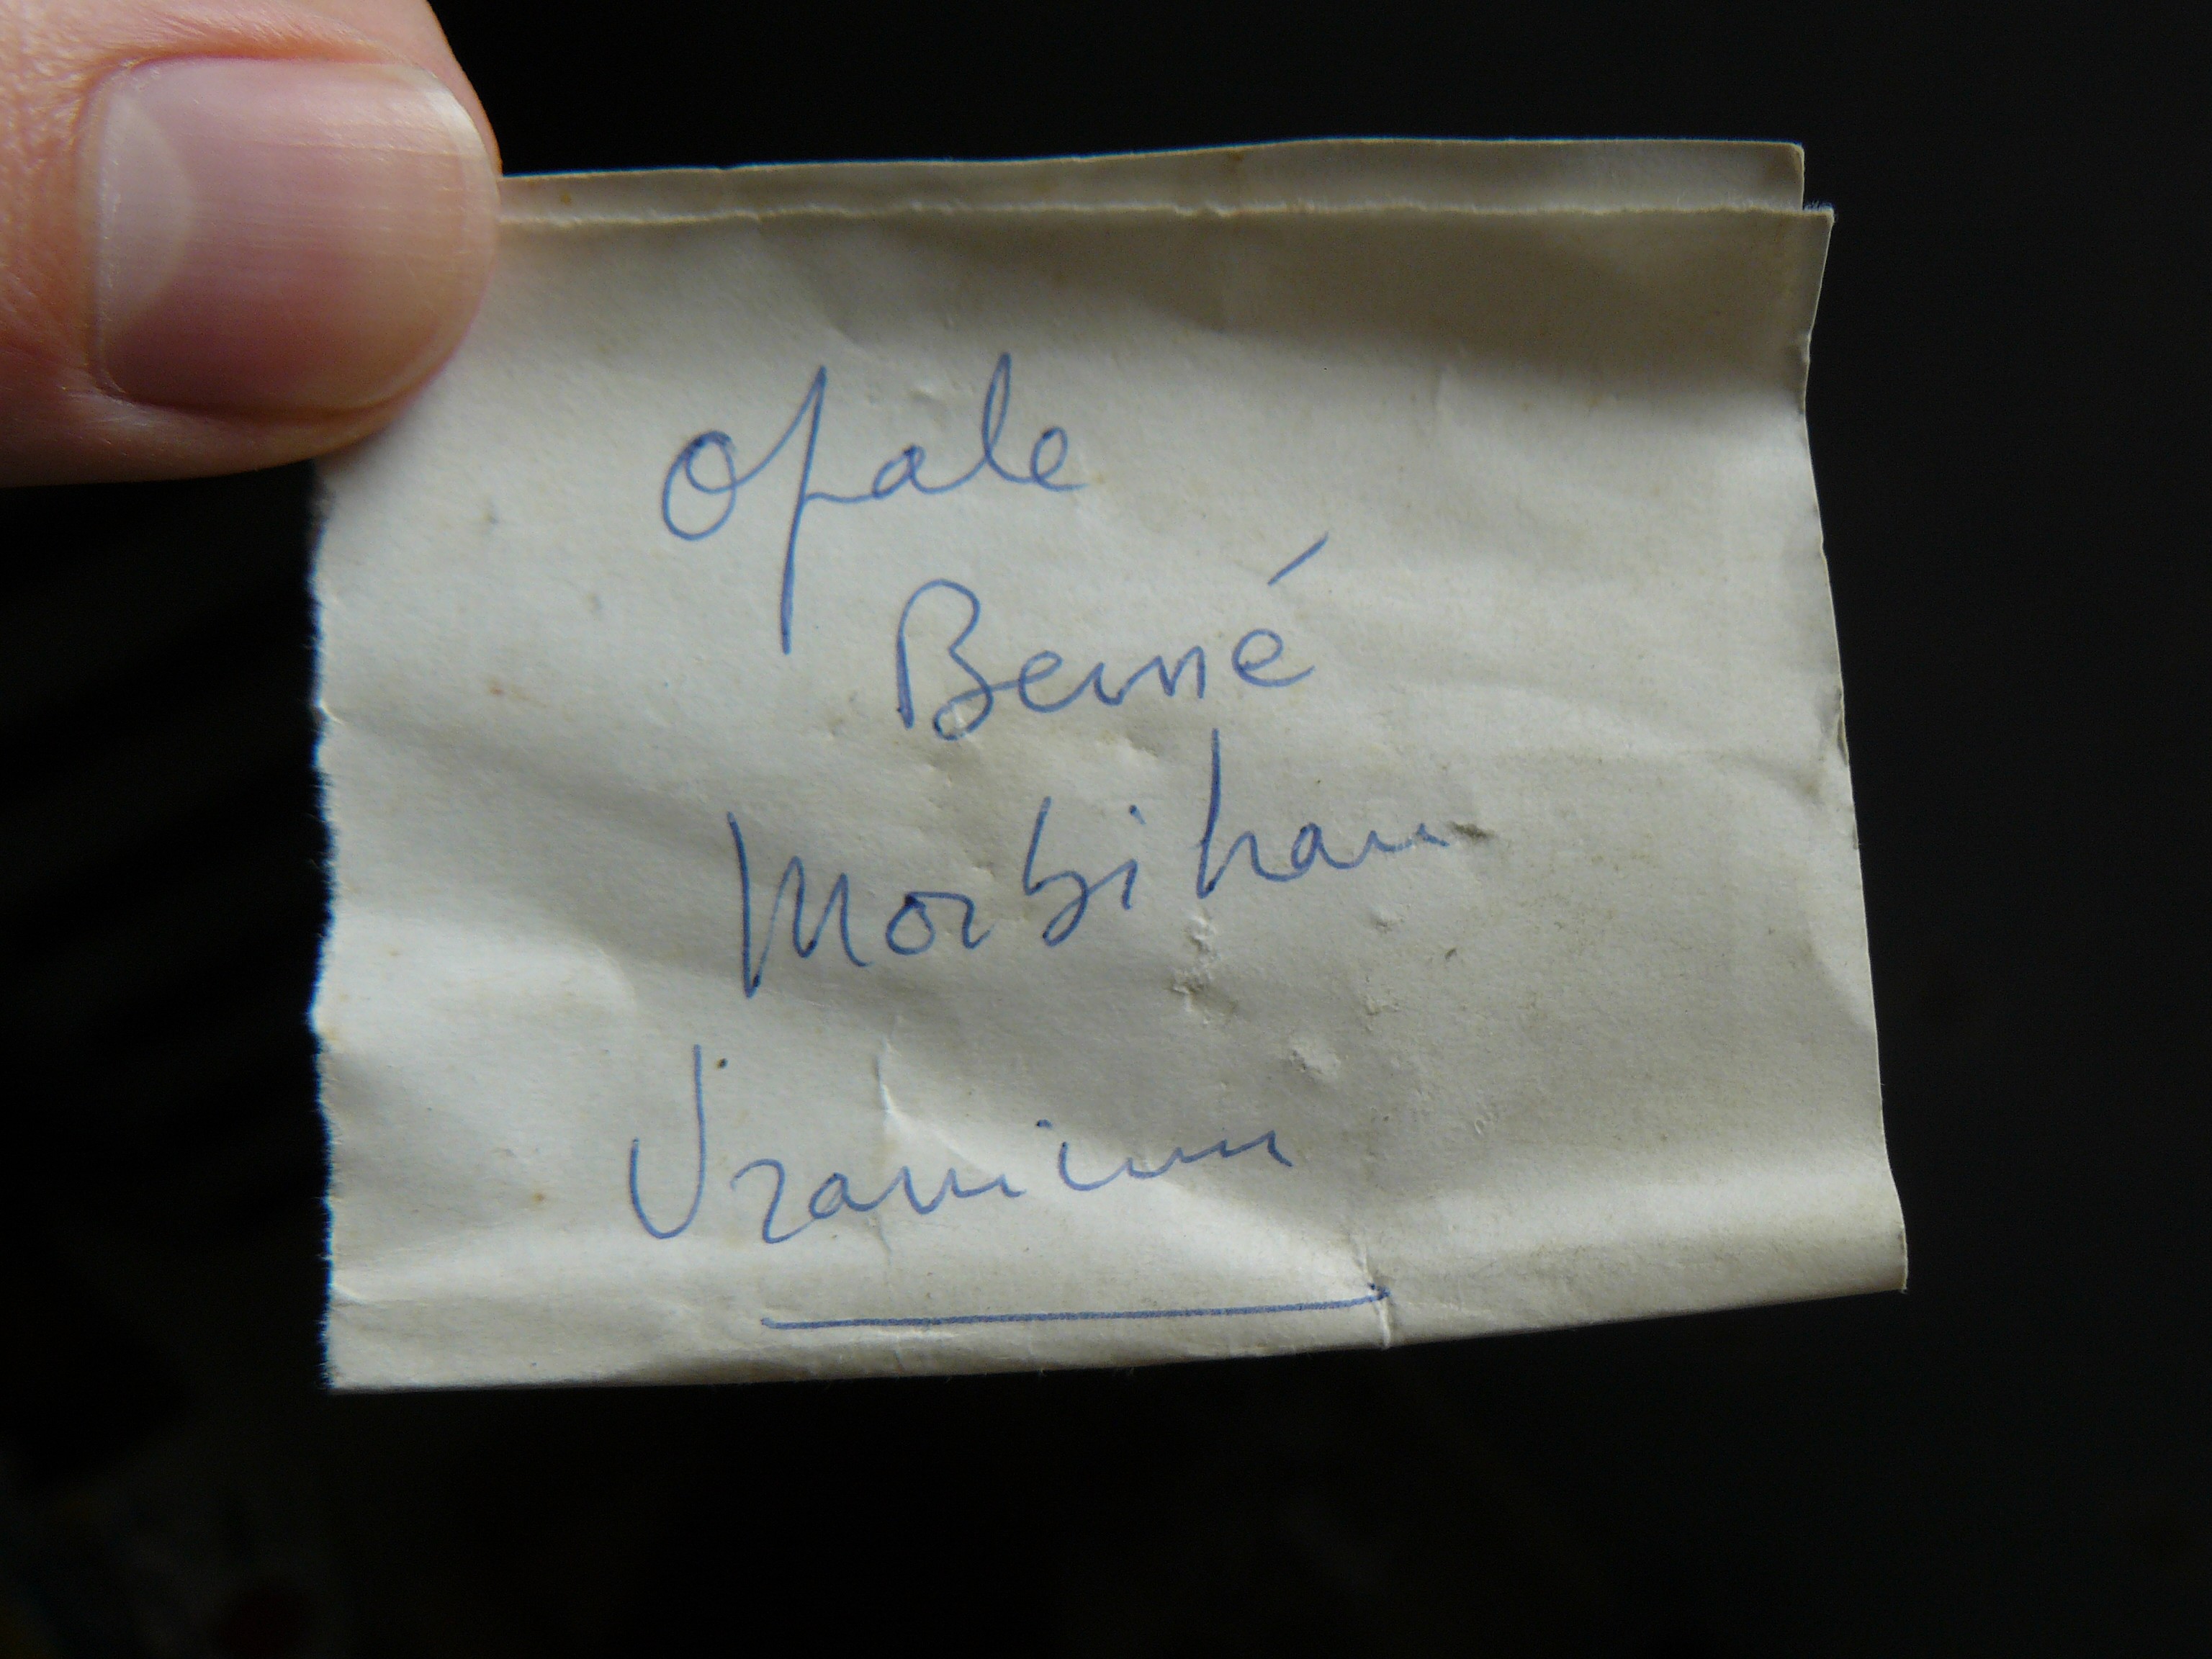 Opale
Berné
Morbihan
Uranium